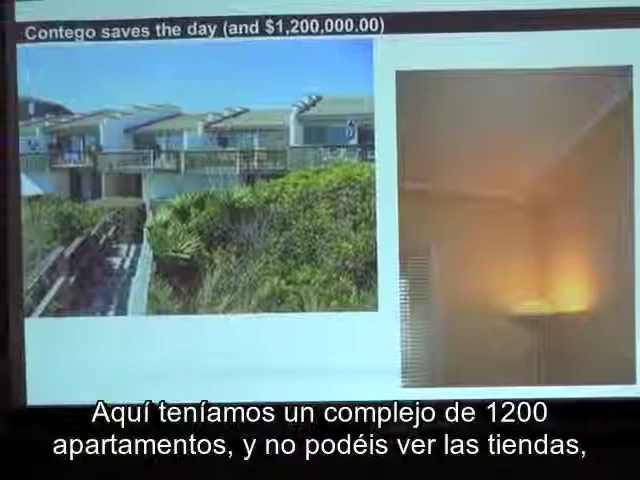 Contego saves the day (and $1,200,000.00)
Aquí teníamos un complejo de 1200
apartamentos, y no podéis ver las tiendas,